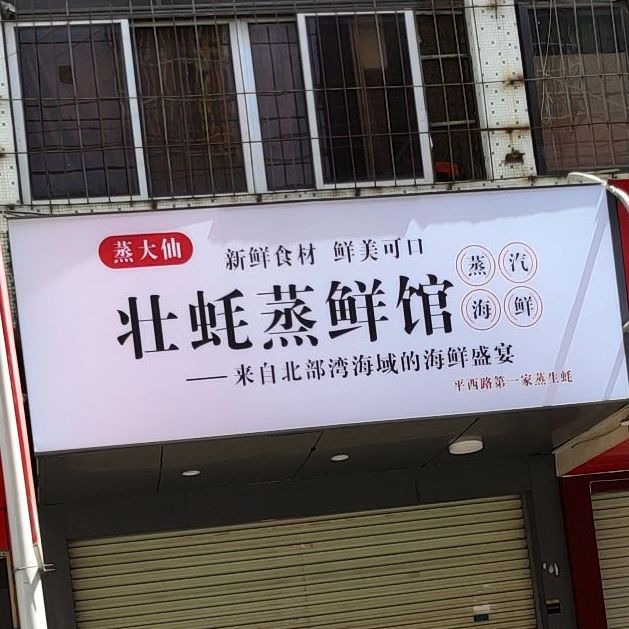 蒸大仙
新鲜食材 鲜美可口
壮蚝蒸鲜馆
蒸汽
海鲜
——来自北部湾海域的海鲜盛宴
平西路第一家蒸生蚝